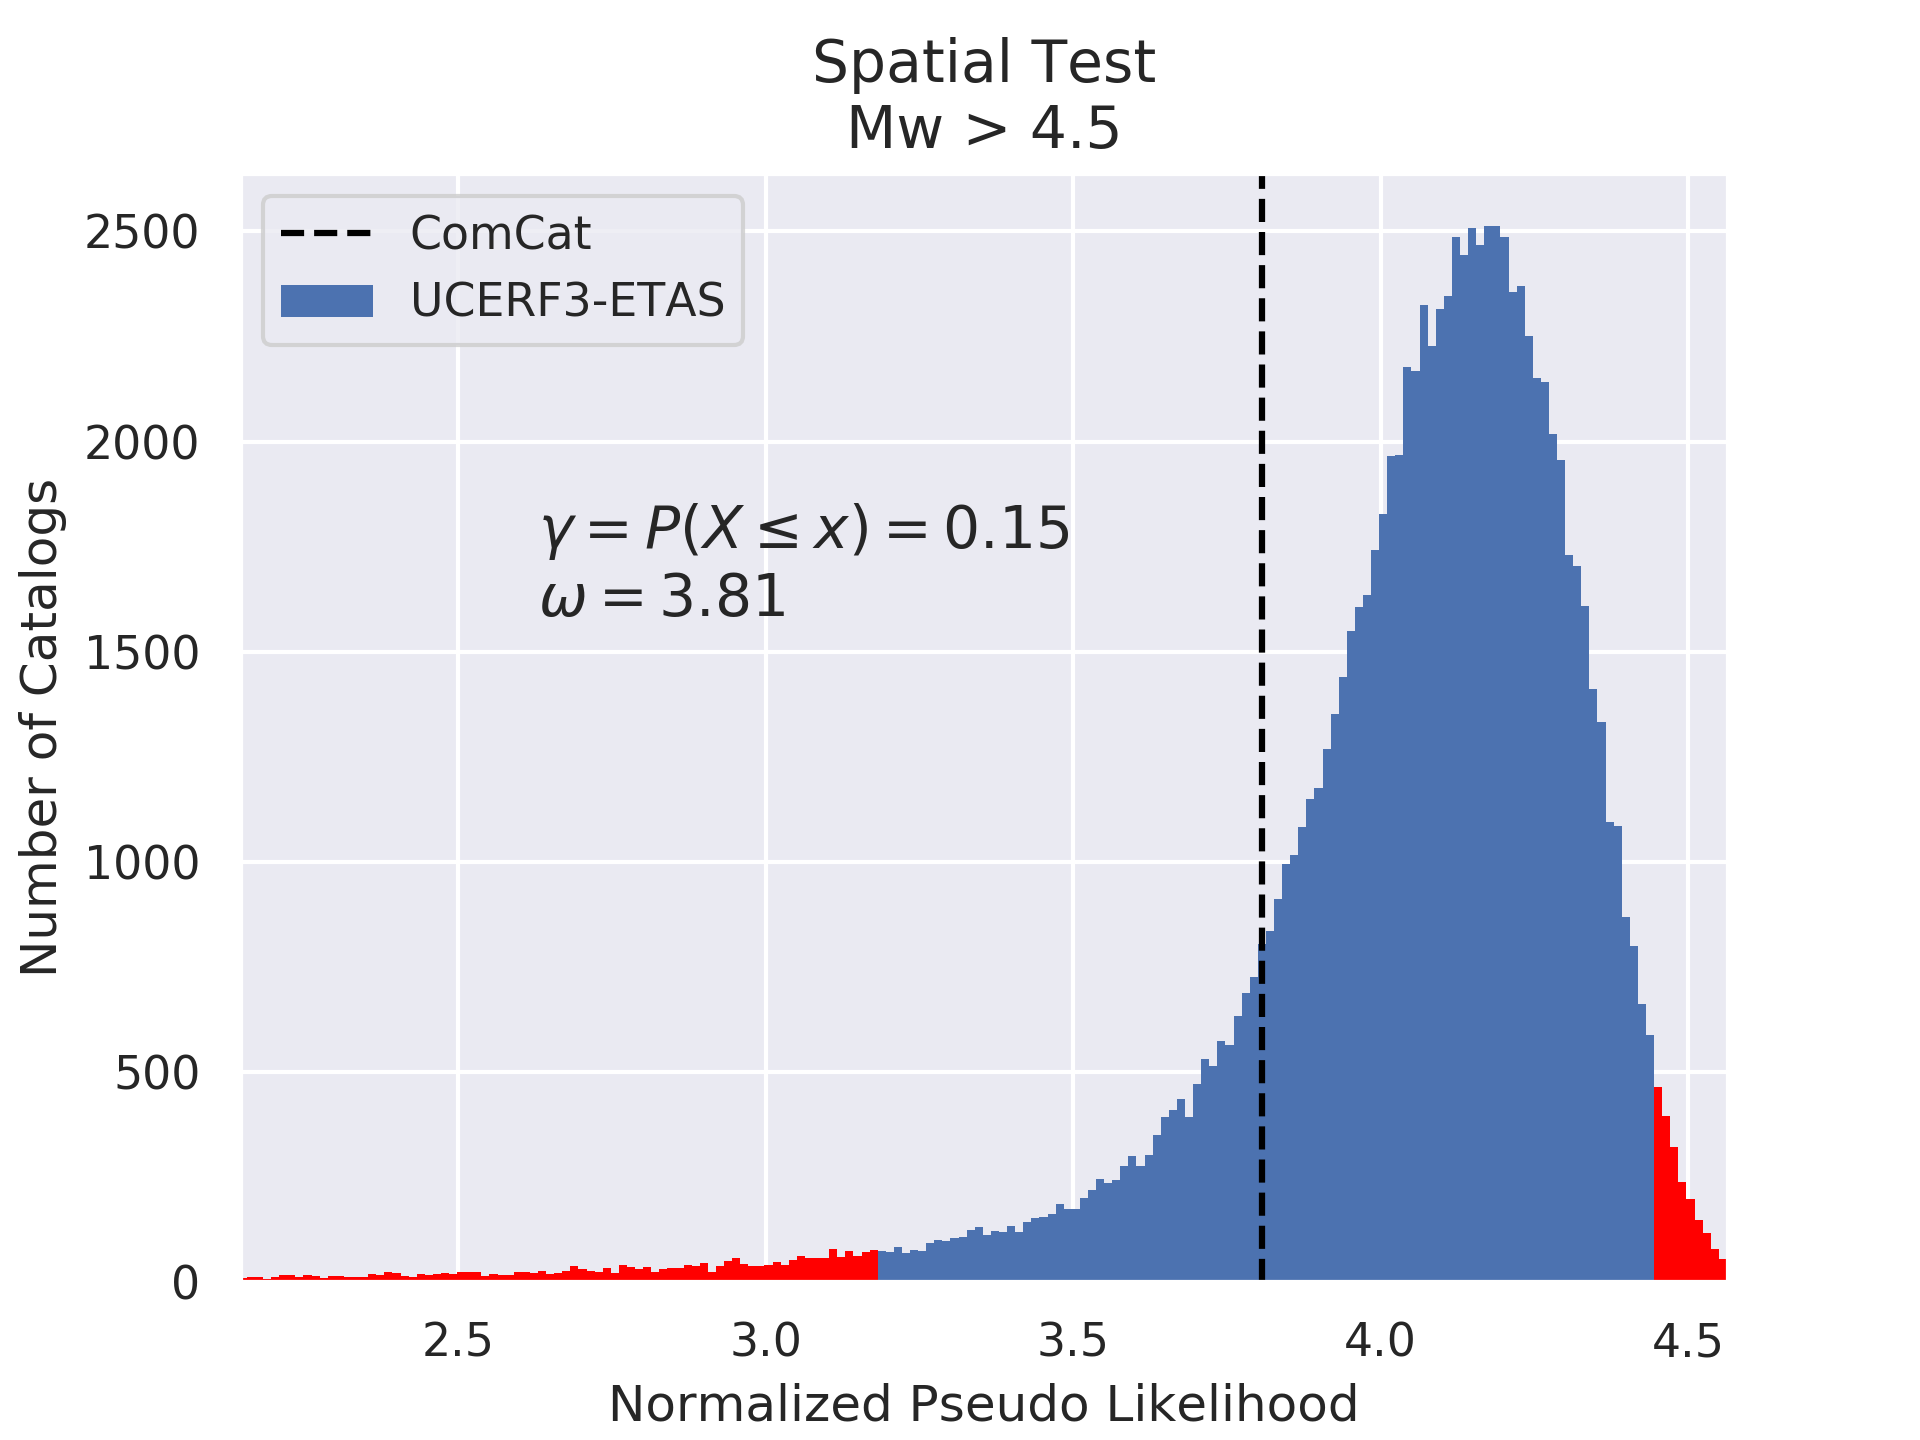 Spatial Test
Mw > 4.5
ComCat
UCERF3-ETAS
γ = P(X ≤ x) = 0.15
ω = 3.81
Number of Catalogs
2500
2000
1500
1000
500
0
2.5 3.0 3.5 4.0 4.5
Normalized Pseudo Likelihood